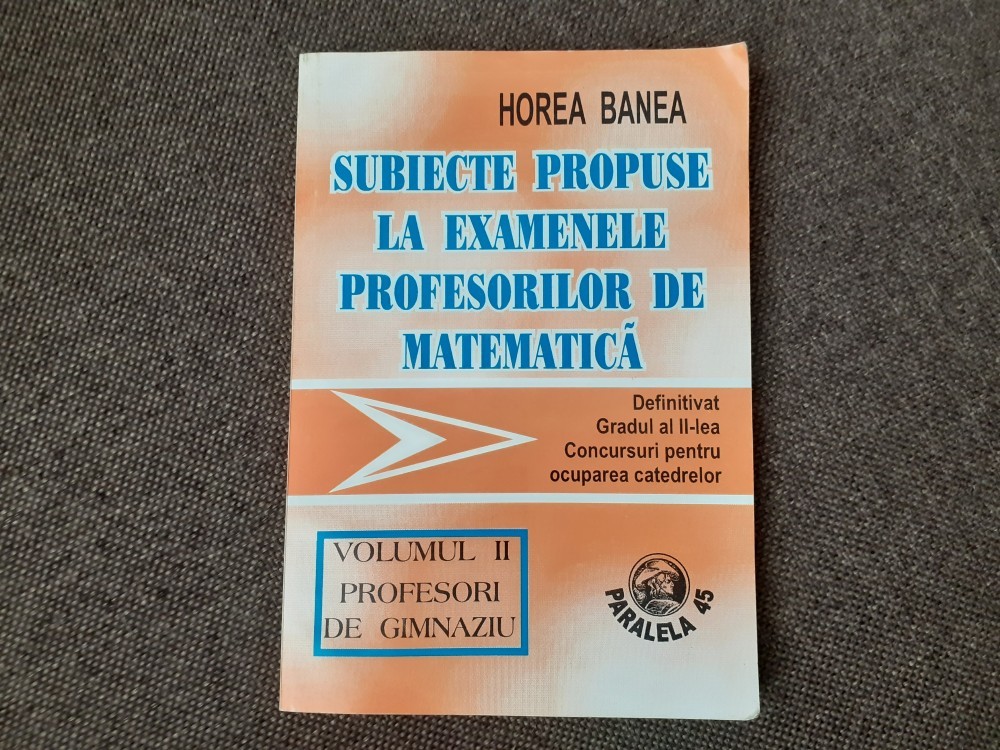 HOREA BANEA
SUBIECTE PROPUSE
LA EXAMENELE
PROFESORILOR DE
MATEMATICĂ
Definitivat
Gradul al II-lea
Concursuri pentru
ocuparea catedrelor
VOLUMUL II
PROFESORI
DE GIMNAZIU
PARALELA 45